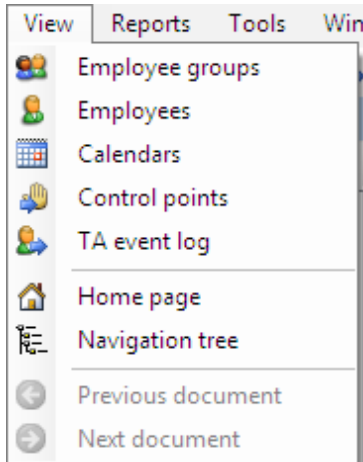 View Reports Tools Win
Employee groups
Employees
Calendars
Control points
TA event log
Home page
Navigation tree
Previous document
Next document